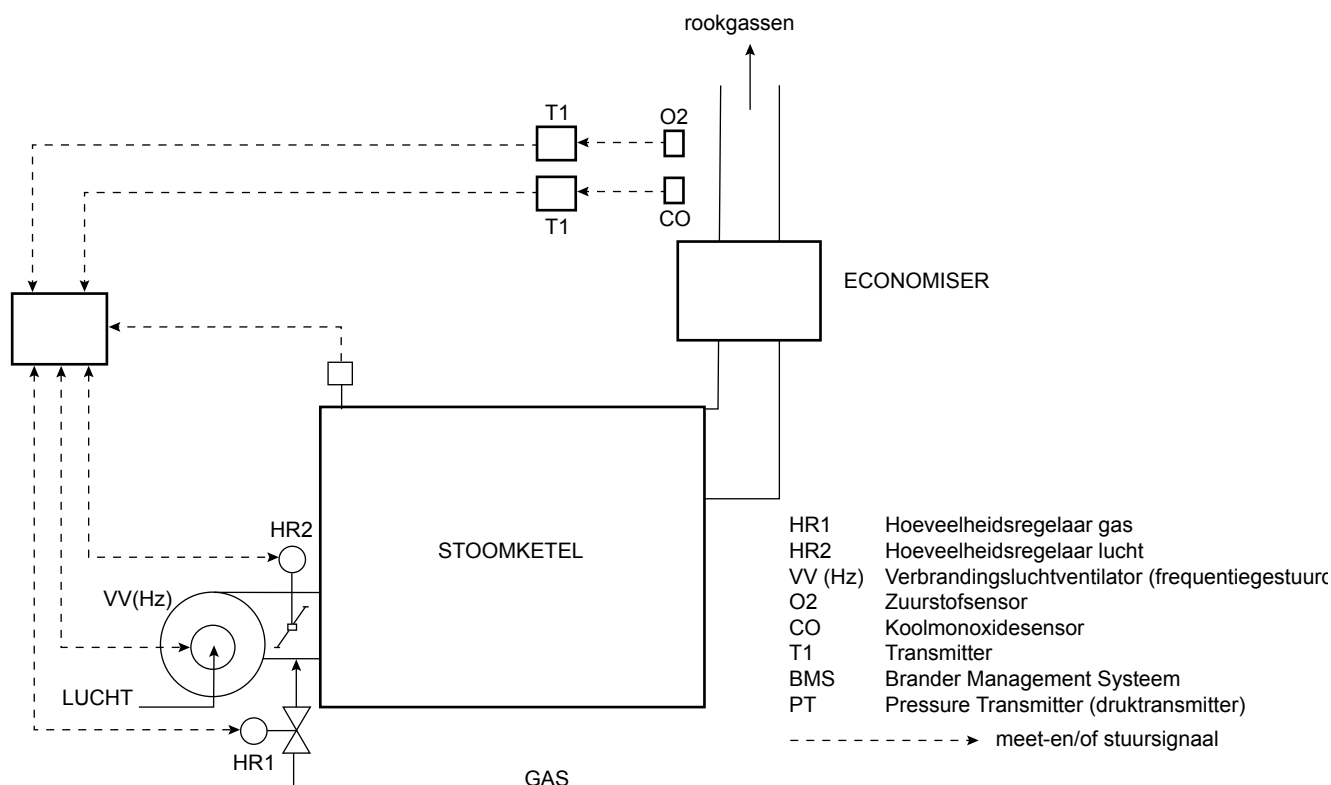 rookgassen
T1
O2
T1
CO
ECONOMISER
HR2
STOOMKETEL
VV(Hz)
LUCHT
HR1
GAS
HR1 Hoeveelheidsregelaar gas
HR2 Hoeveelheidsregelaar lucht
VV (Hz) Verbrandingsluchtventilator (frequentiegestuurd
O2 Zuurstofsensor
CO Koolmonoxidesensor
T1 Transmitter
BMS Brander Management Systeem
PT Pressure Transmitter (druktransmitter)
meet-en/of stuursignaal